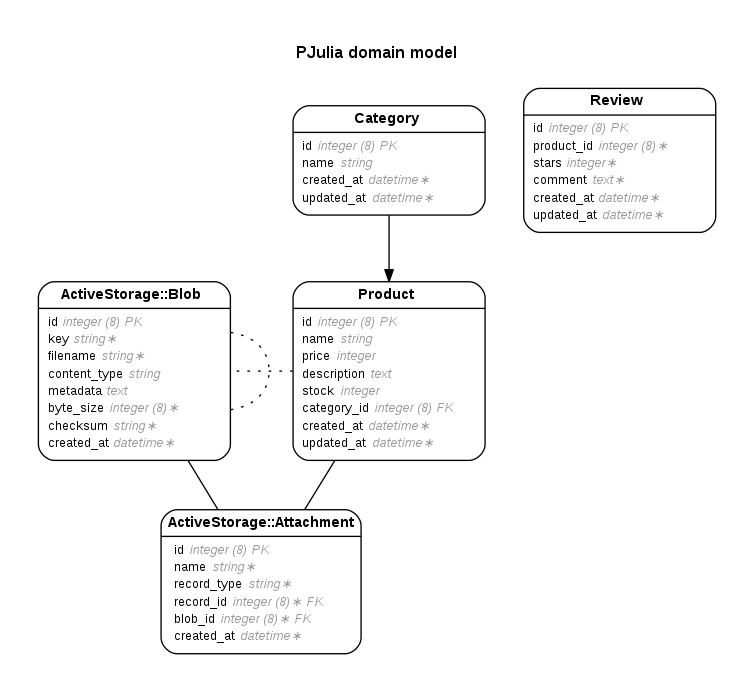 PJulia domain model
Category
id integer (8) PK
name string
created_at datetime∗
updated_at datetime∗
Review
id integer (8) PK
product_id integer (8)∗
stars integer∗
comment text∗
created_at datetime∗
updated_at datetime∗
ActiveStorage::Blob
id integer (8) PK
key string∗
filename string∗
content_type string
metadata text
byte_size integer (8)∗
checksum string∗
created_at datetime∗
Product
id integer (8) PK
name string
price integer
description text
stock integer
category_id integer (8) FK
created_at datetime∗
updated_at datetime∗
ActiveStorage::Attachment
id integer (8) PK
name string∗
record_type string∗
record_id integer (8)∗ FK
blob_id integer (8)∗ FK
created_at datetime∗